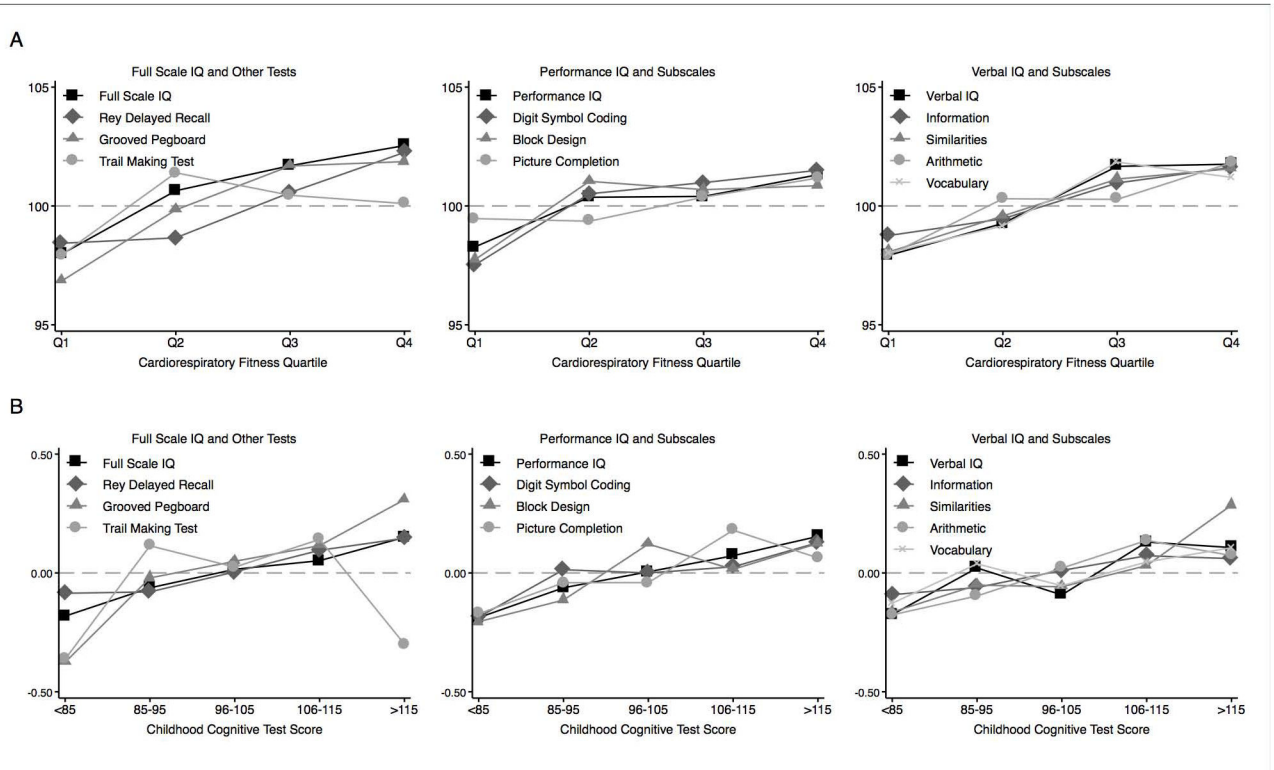 A
Full Scale IQ and Other Tests
105
Full Scale IQ
Rey Delayed Recall
Grooved Pegboard
Trail Making Test
100
95
Q1 Q2 Q3 Q4
Cardiorespiratory Fitness Quartile
Performance IQ and Subscales
105
Performance IQ
Digit Symbol Coding
Block Design
Picture Completion
100
95
Q1 Q2 Q3 Q4
Cardiorespiratory Fitness Quartile
Verbal IQ and Subscales
105
Verbal IQ
Information
Similarities
Arithmetic
Vocabulary
100
95
Q1 Q2 Q3 Q4
Cardiorespiratory Fitness Quartile
B
Full Scale IQ and Other Tests
0.50
Full Scale IQ
Rey Delayed Recall
Grooved Pegboard
Trail Making Test
0.00
-0.50
<85 85-95 96-105 106-115 >115
Childhood Cognitive Test Score
Performance IQ and Subscales
0.50
Performance IQ
Digit Symbol Coding
Block Design
Picture Completion
0.00
-0.50
<85 85-95 96-105 106-115 >115
Childhood Cognitive Test Score
Verbal IQ and Subscales
0.50
Verbal IQ
Information
Similarities
Arithmetic
Vocabulary
0.00
-0.50
<85 85-95 96-105 106-115 >115
Childhood Cognitive Test Score